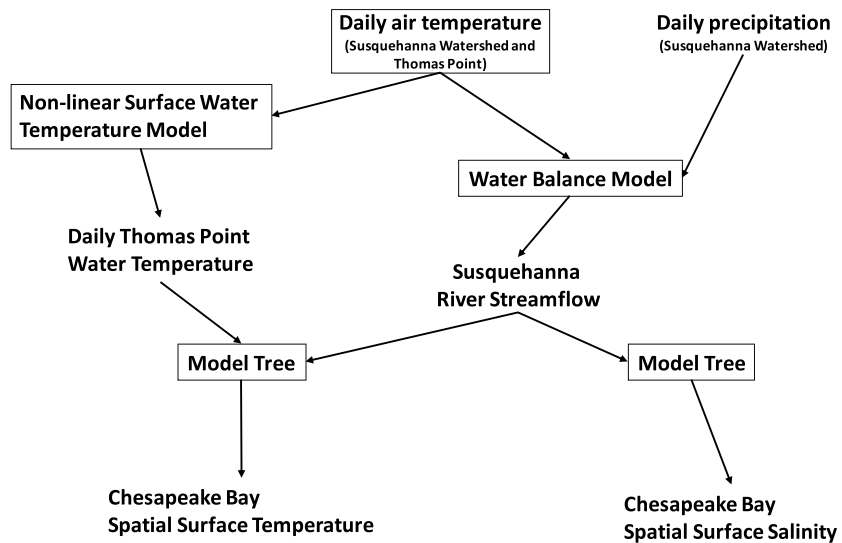 Daily air temperature
(Susquehanna Watershed and
Thomas Point)
Daily precipitation
(Susquehanna Watershed)
Non-linear Surface Water
Temperature Model
Water Balance Model
Daily Thomas Point
Water Temperature
Susquehanna
River Streamflow
Model Tree
Model Tree
Chesapeake Bay
Spatial Surface Temperature
Chesapeake Bay
Spatial Surface Salinity